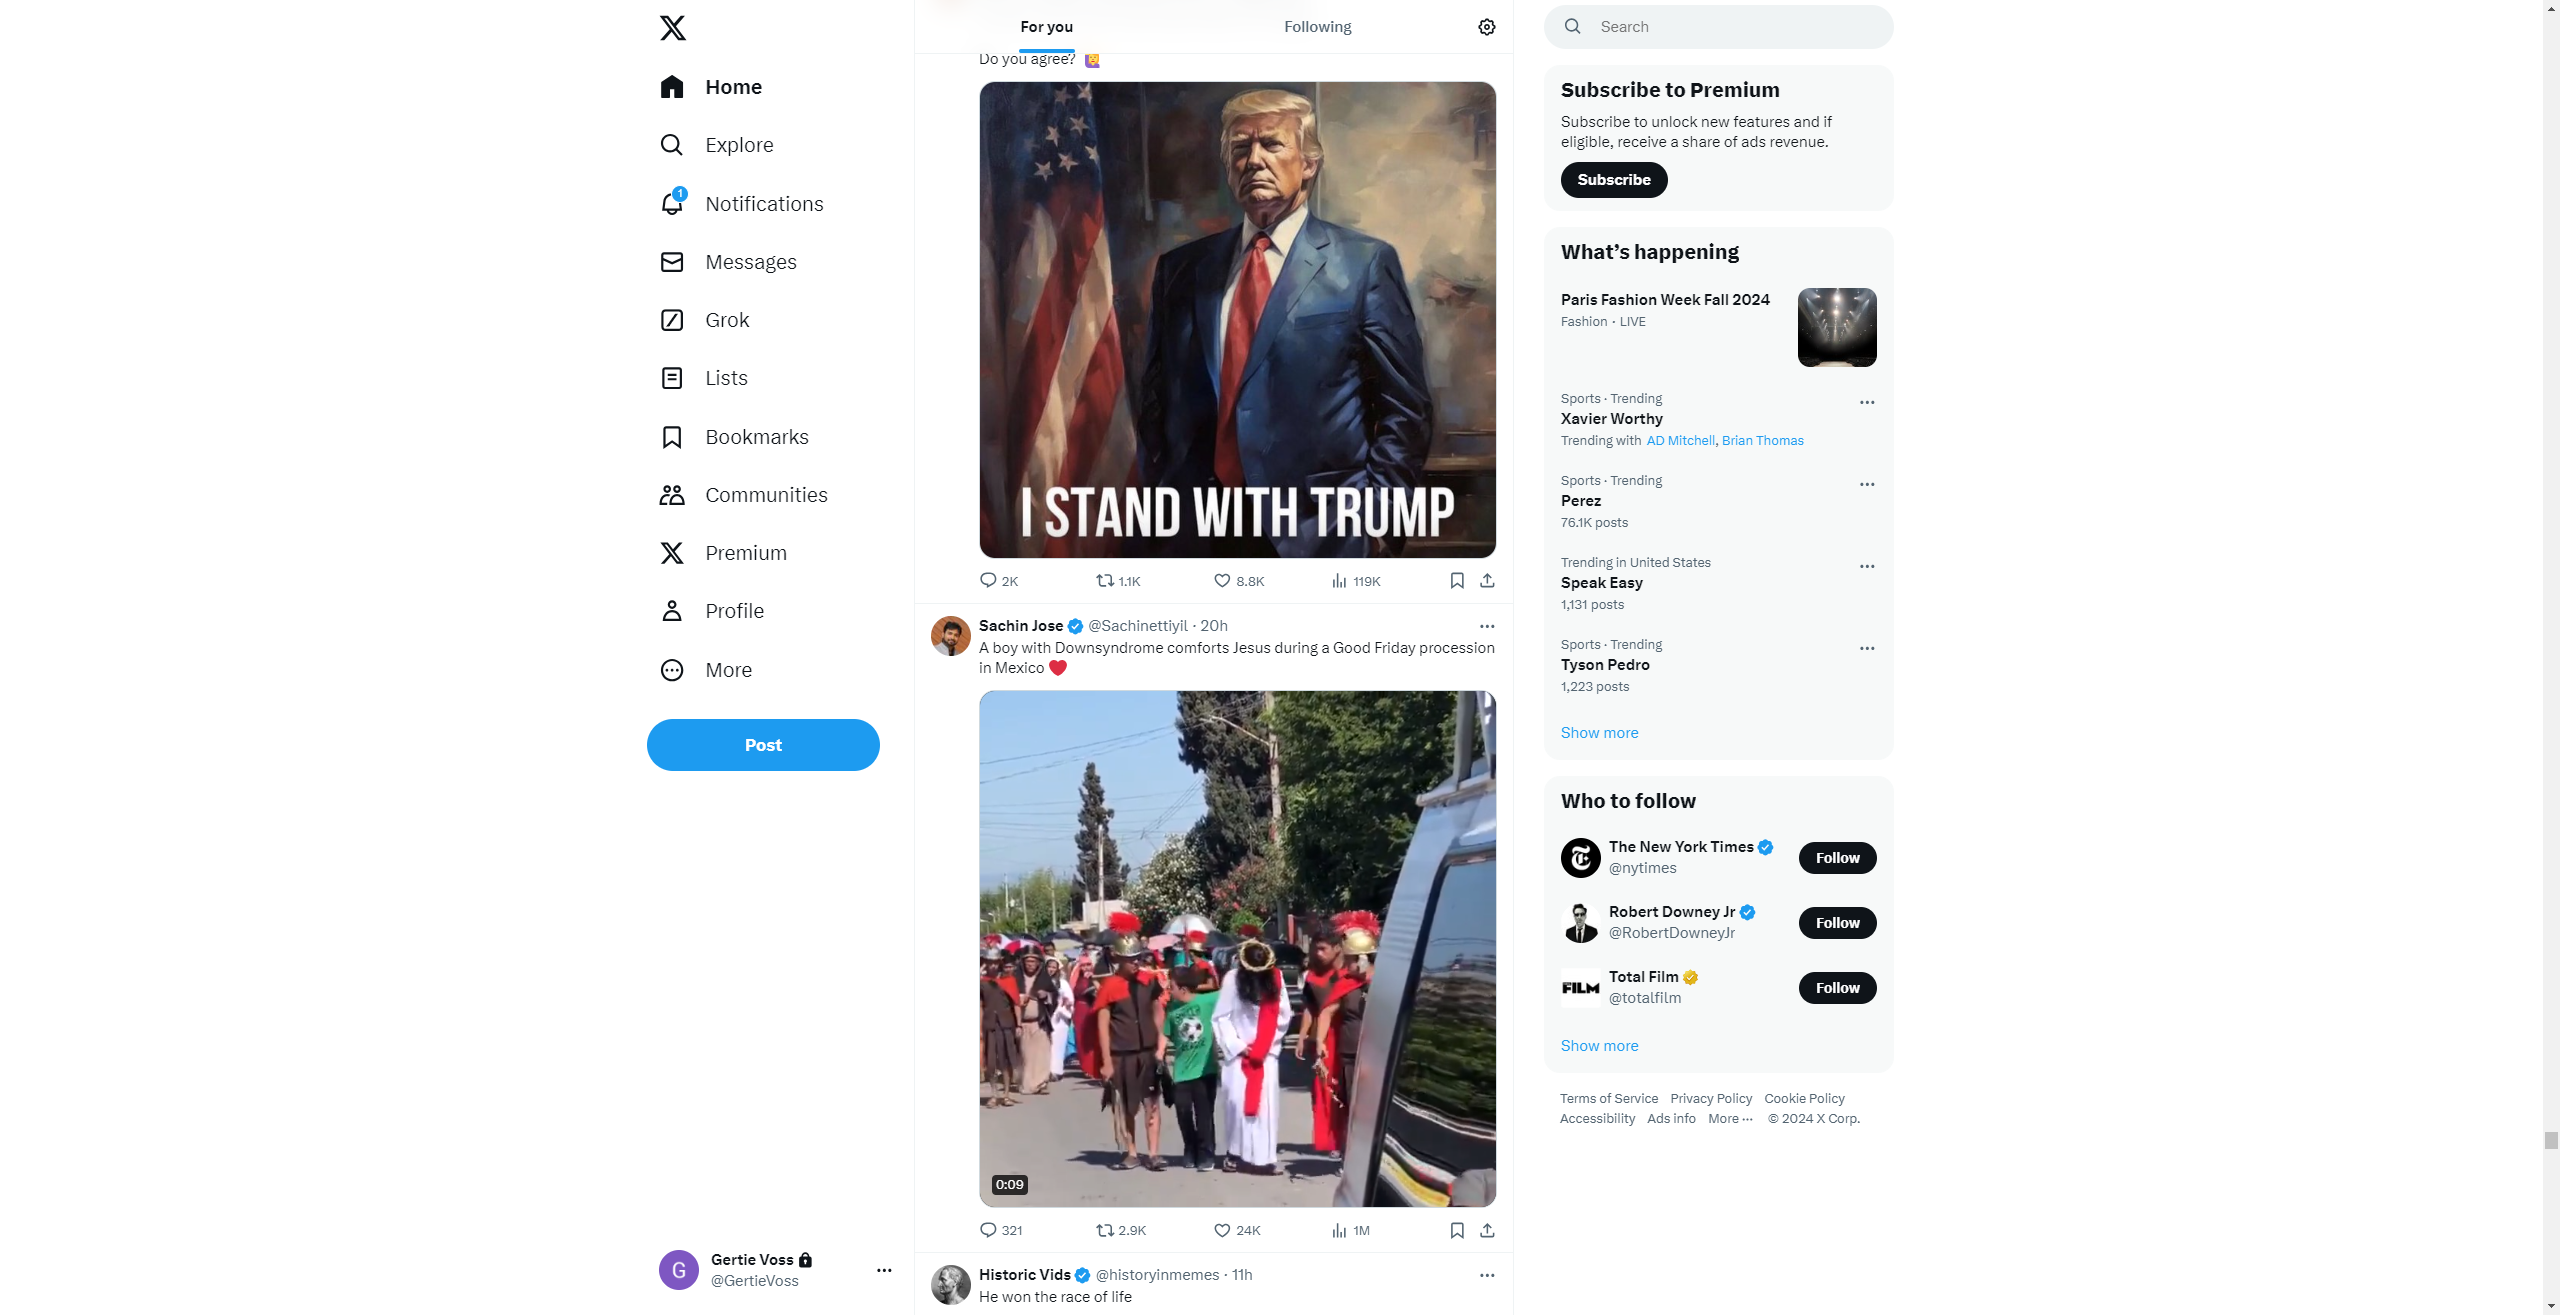 Home
Explore
1
Notifications
Messages
Grok
Lists
Bookmarks
Communities
Premium
Profile
More
Post
G
Gertie Voss
@GertieVoss
For you
Following
Do you agree? 🙋
I STAND WITH TRUMP
2K
1.1K
8.8K
119K
Sachin Jose @Sachinettiyil · 20h
A boy with Downsyndrome comforts Jesus during a Good Friday procession
in Mexico ❤️
0:09
321
2.9K
24K
1M
Historic Vids @historyinmemes · 11h
He won the race of life
Search
Subscribe to Premium
Subscribe to unlock new features and if
eligible, receive a share of ads revenue.
Subscribe
What’s happening
Paris Fashion Week Fall 2024
Fashion · LIVE
Sports · Trending
Xavier Worthy
Trending with AD Mitchell, Brian Thomas
Sports · Trending
Perez
76.1K posts
Trending in United States
Speak Easy
1,131 posts
Sports · Trending
Tyson Pedro
1,223 posts
Show more
Who to follow
The New York Times
@nytimes
Follow
Robert Downey Jr
@RobertDowneyJr
Follow
FILM
Total Film
@totalfilm
Follow
Show more
Terms of Service Privacy Policy Cookie Policy
Accessibility Ads info More ··· © 2024 X Corp.